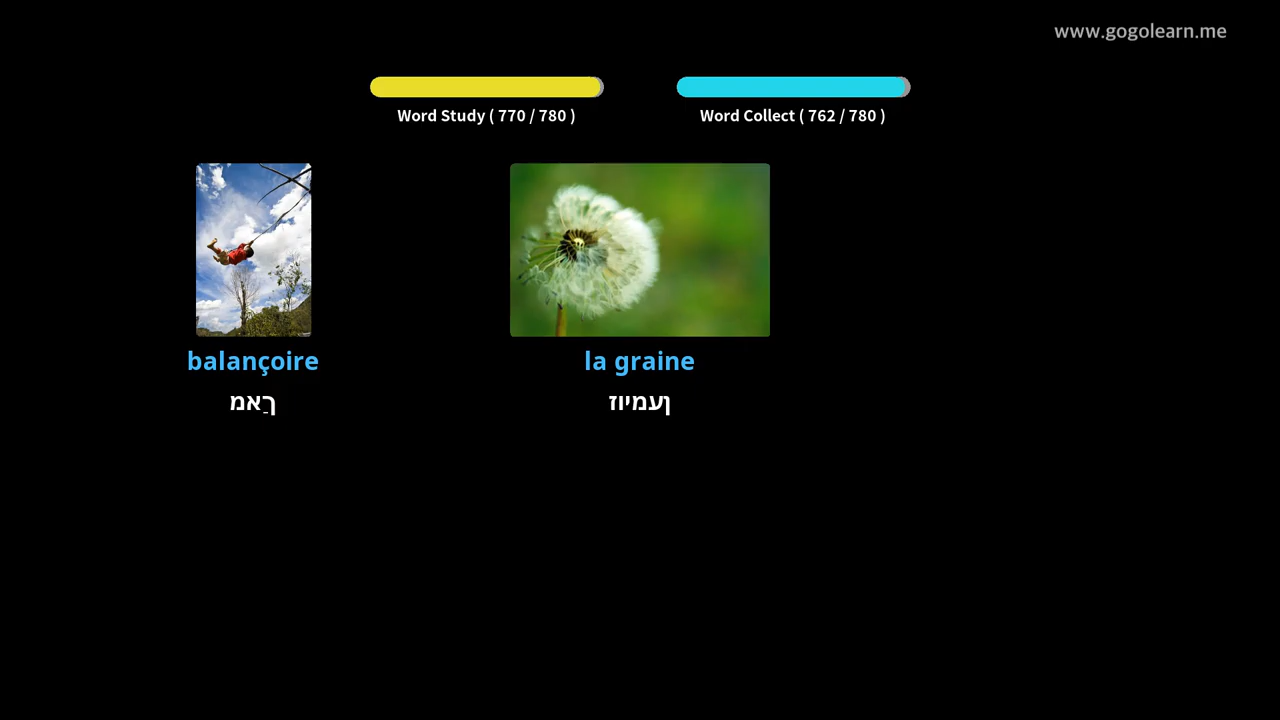 www.gogolearn.me
Word Study ( 770 / 780 )
Word Collect ( 762 / 780 )
balançoire
ךַאמ
la graine
ןעמיוז